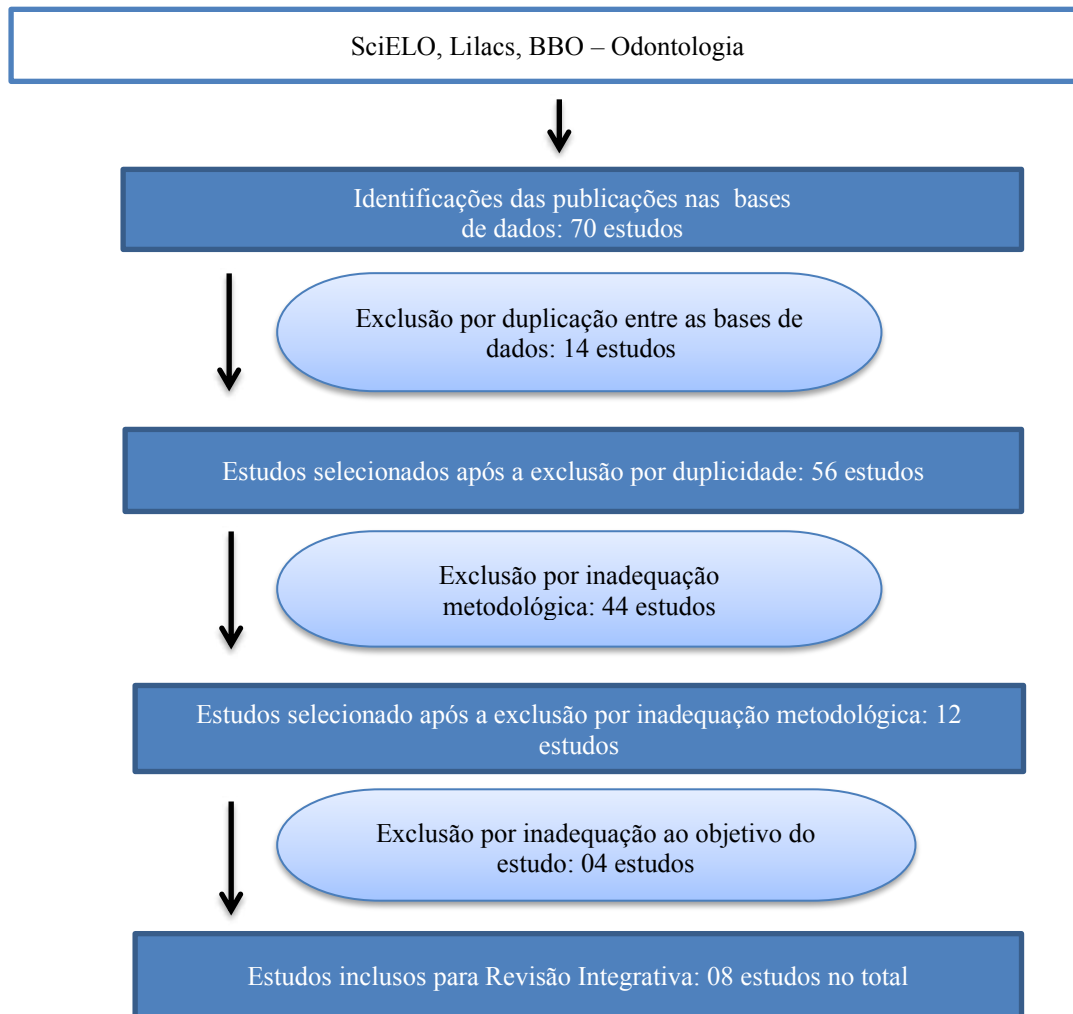 SciELO, Lilacs, BBO – Odontologia
Identificações das publicações nas bases
de dados: 70 estudos
Exclusão por duplicação entre as bases de
dados: 14 estudos
Estudos selecionados após a exclusão por duplicidade: 56 estudos
Exclusão por inadequação
metodológica: 44 estudos
Estudos selecionado após a exclusão por inadequação metodológica: 12
estudos
Exclusão por inadequação ao objetivo do
estudo: 04 estudos
Estudos inclusos para Revisão Integrativa: 08 estudos no total